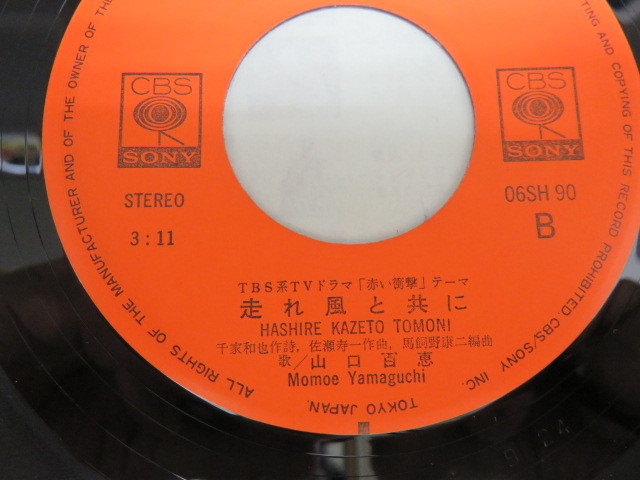 CBS
SONY
CBS
SONY
STEREO
3:11
06SH 90
B
TBS系TVドラマ「赤い衝撃」テーマ
走れ風と共に
HASHIRE KAZETO TOMONI
千家和也作詩, 佐瀬寿一作曲, 馬飼野康二編曲
歌/山口百恵
Momoe Yamaguchi
ALL RIGHTS OF THE MANUFACTURER AND OF THE OWNER OF THE
TING AND COPYING OF THIS RECORD PROHIBITED. CBS/SONY INC.
TOKYO JAPAN.